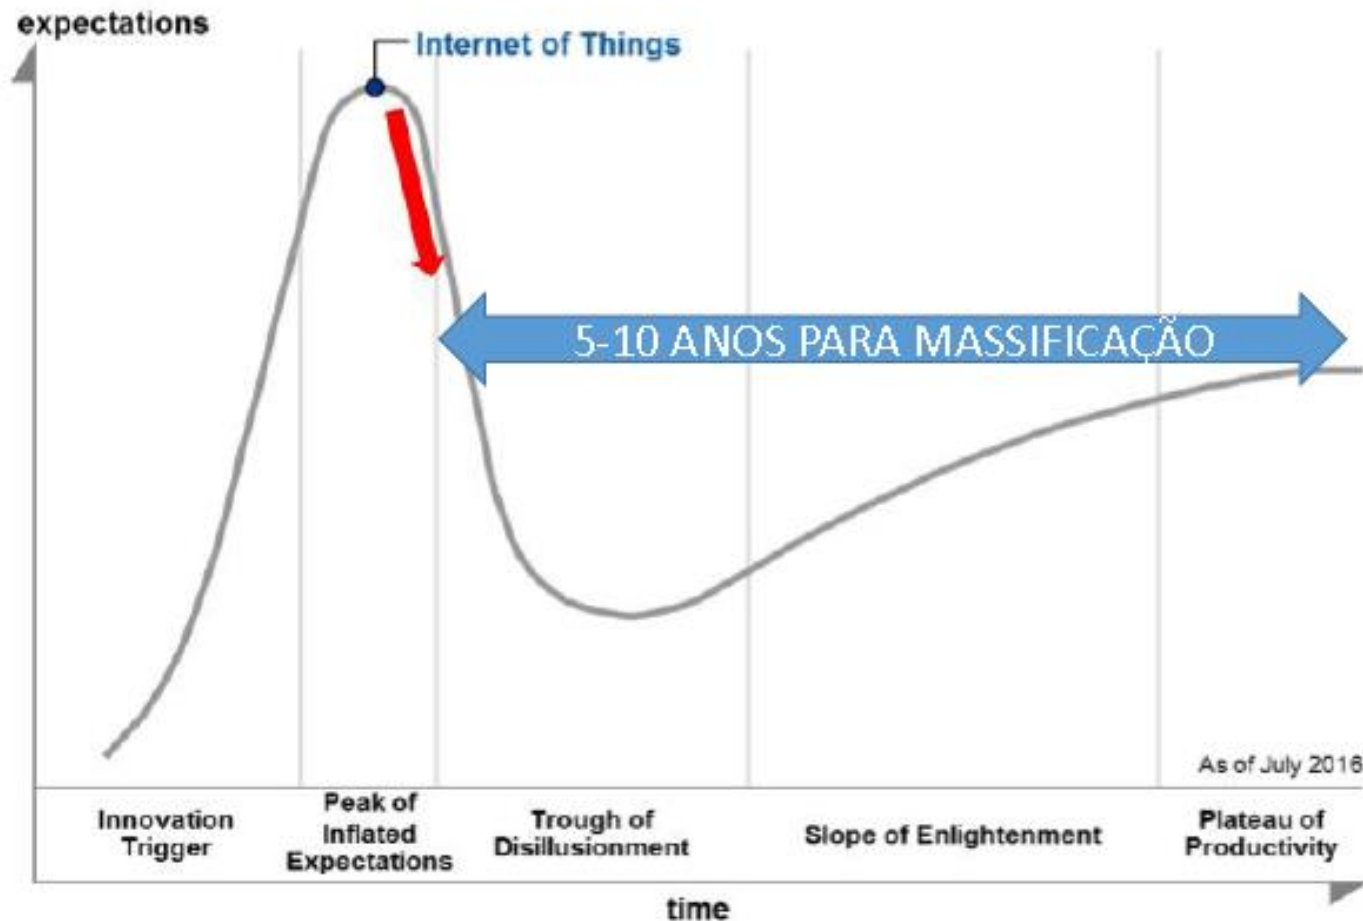 expectations
Internet of Things
5-10 ANOS PARA MASSIFICAÇÃO
As of July 2016
Innovation
Trigger
Peak of
Inflated
Expectations
Trough of
Disillusionment
Slope of Enlightenment
Plateau of
Productivity
time